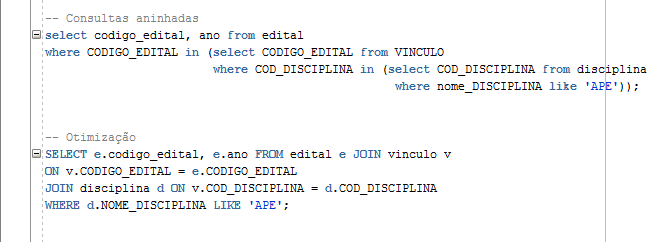 -- Consultas aninhadas
select codigo_edital, ano from edital
where CODIGO_EDITAL in (select CODIGO_EDITAL from VINCULO
where COD_DISCIPLINA in (select COD_DISCIPLINA from disciplina
where nome_DISCIPLINA like 'APE'));
-- Otimização
SELECT e.codigo_edital, e.ano FROM edital e JOIN vinculo v
ON v.CODIGO_EDITAL = e.CODIGO_EDITAL
JOIN disciplina d ON v.COD_DISCIPLINA = d.COD_DISCIPLINA
WHERE d.NOME_DISCIPLINA LIKE 'APE';